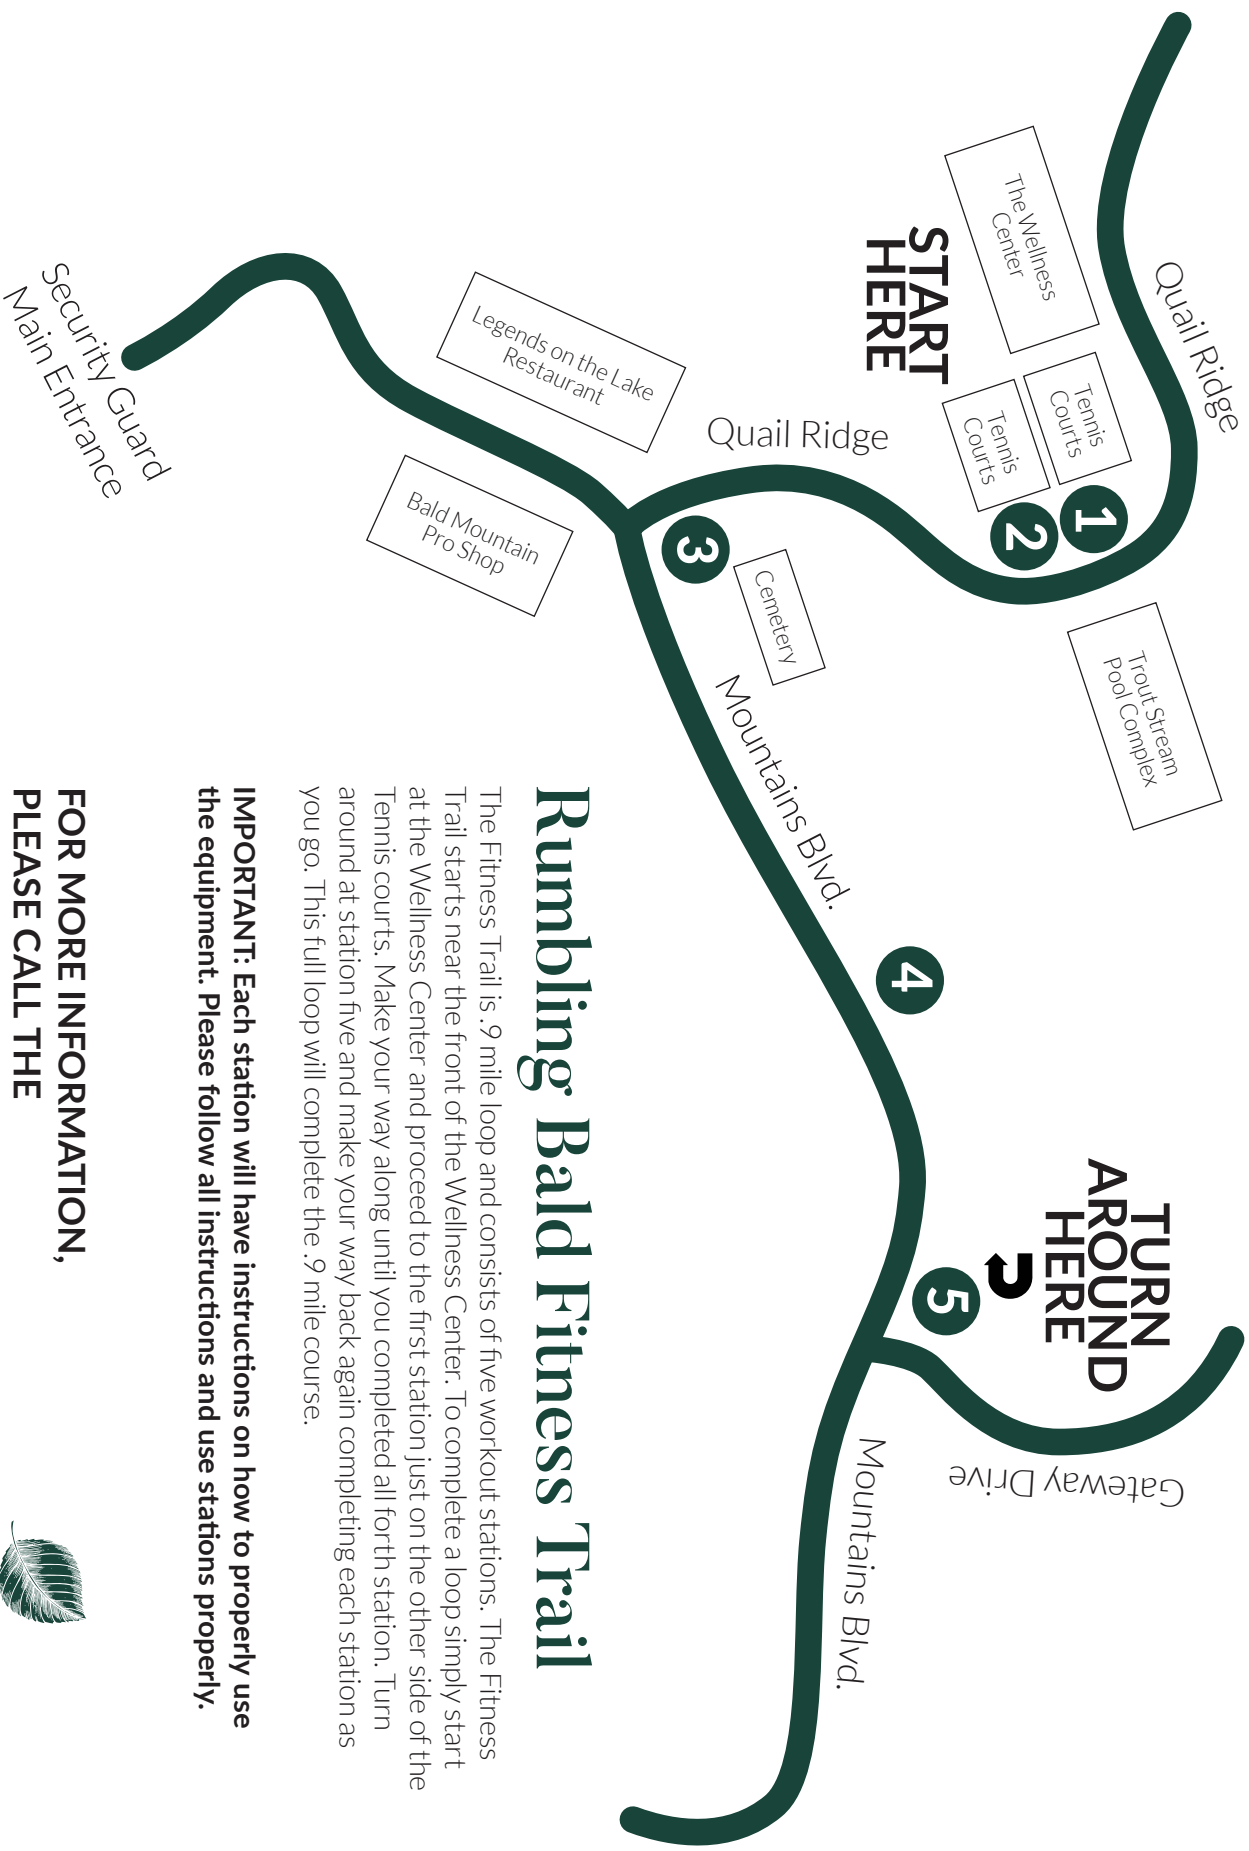 Quail Ridge
The Wellness
Center
START
HERE
Tennis
Courts
Tennis
Courts
1
2
Trout Stream
Pool Complex
Quail Ridge
Legends on the Lake
Restaurant
Security Guard
Main Entrance
Bald Mountain
Pro Shop
3
Cemetery
Mountains Blvd.
4
TURN
AROUND
HERE
5
Gateway Drive
Mountains Blvd.
Rumbling Bald Fitness Trail
The Fitness Trail is .9 mile loop and consists of five workout stations. The Fitness
Trail starts near the front of the Wellness Center. To complete a loop simply start
at the Wellness Center and proceed to the first station just on the other side of the
Tennis courts. Make your way along until you completed all forth station. Turn
around at station five and make your way back again completing each station as
you go. This full loop will complete the .9 mile course.
IMPORTANT: Each station will have instructions on how to properly use
the equipment. Please follow all instructions and use stations properly.
FOR MORE INFORMATION,
PLEASE CALL THE